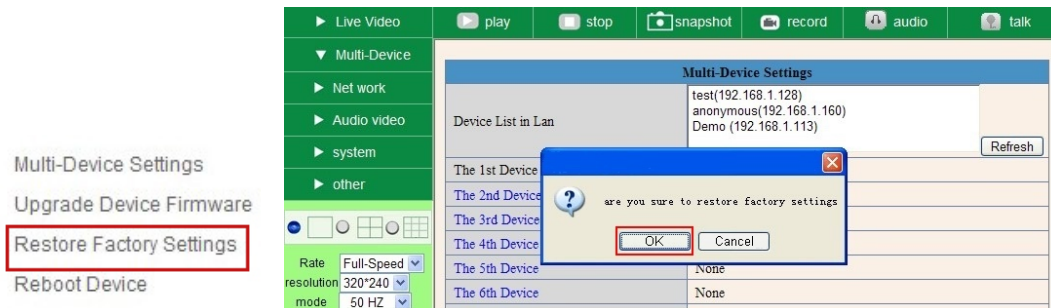 Multi-Device Settings
Upgrade Device Firmware
Restore Factory Settings
Reboot Device
Live Video
Multi-Device
Net work
Audio video
system
other
Rate Full-Speed
resolution 320*240
mode 50 HZ
play stop snapshot record audio talk
Multi-Device Settings
Device List in Lan
test(192.168.1.128)
anonymous(192.168.1.160)
Demo (192.168.1.113)
Refresh
The 1st Device
The 2nd Device
The 3rd Device
The 4th Device
The 5th Device None
The 6th Device None
? are you sure to restore factory settings
OK Cancel